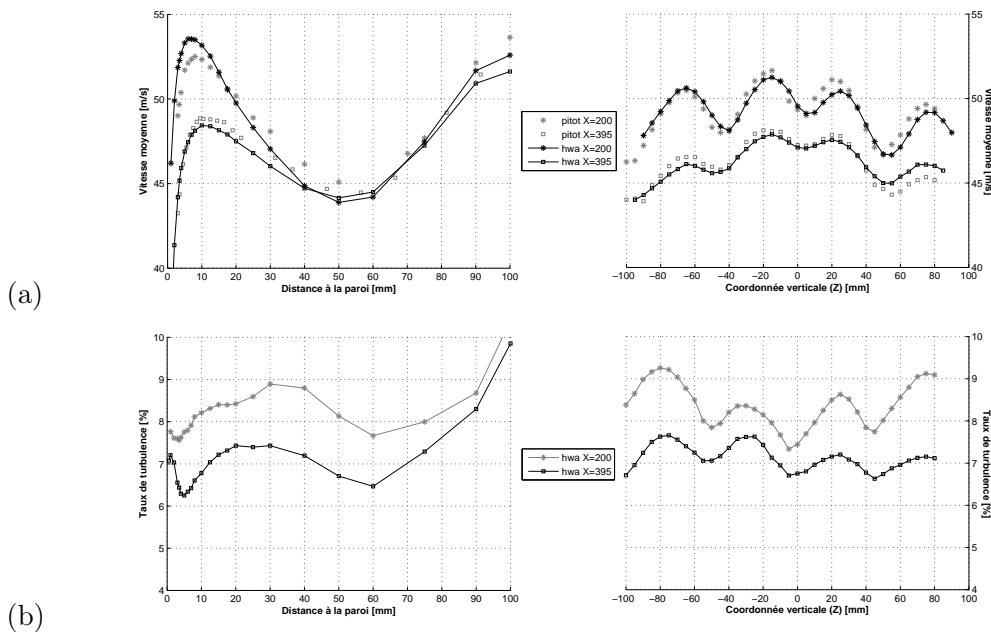 (a)
Vitesse moyenne [m/s]
55
50
45
40
0 10 20 30 40 50 60 70 80 90 100
Distance à la paroi [mm]
pitot X=200
pitot X=395
hwa X=200
hwa X=395
55
50
45
40
Vitesse moyenne [m/s]
−100 −80 −60 −40 −20 0 20 40 60 80 100
Coordonnée verticale (Z) [mm]
(b)
Taux de turbulence [%]
10
9
8
7
6
5
4
0 10 20 30 40 50 60 70 80 90 100
Distance à la paroi [mm]
hwa X=200
hwa X=395
10
9
8
7
6
5
4
Taux de turbulence [%]
−100 −80 −60 −40 −20 0 20 40 60 80 100
Coordonnée verticale (Z) [mm]